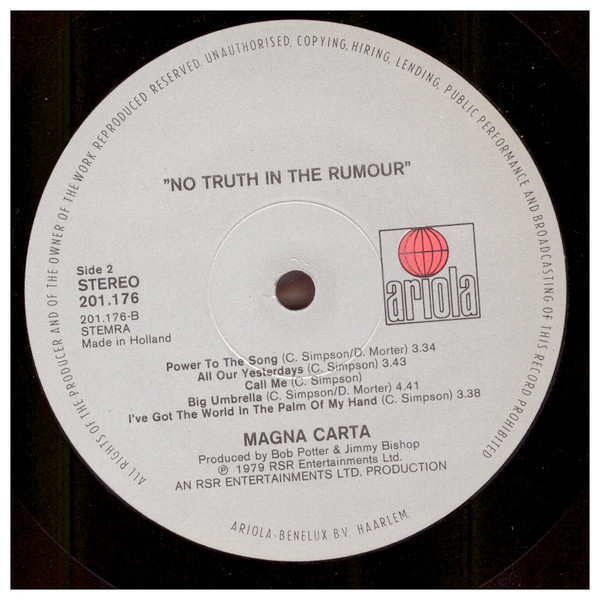 ALL RIGHTS OF THE PRODUCER AND OF THE OWNER OF THE WORK REPRODUCED RESERVED. UNAUTHORISED, COPYING, HIRING, LENDING, PUBLIC PERFORMANCE AND BROADCASTING OF THIS RECORD PROHIBITED
"NO TRUTH IN THE RUMOUR"
Side 2
STEREO
201.176
201.176-B
STEMRA
Made in Holland
ariola
Power To The Song (C. Simpson/D. Morter) 3.34
All Our Yesterdays (C. Simpson) 3.43
Call Me (C. Simpson)
Big Umbrella (C. Simpson/D. Morter) 4.41
I've Got The World In The Palm Of My Hand (C. Simpson) 3.38
MAGNA CARTA
Produced by Bob Potter & Jimmy Bishop
℗ 1979 RSR Entertainments Ltd.
AN RSR ENTERTAINMENTS LTD. PRODUCTION
ARIOLA-BENELUX B.V. HAARLEM.